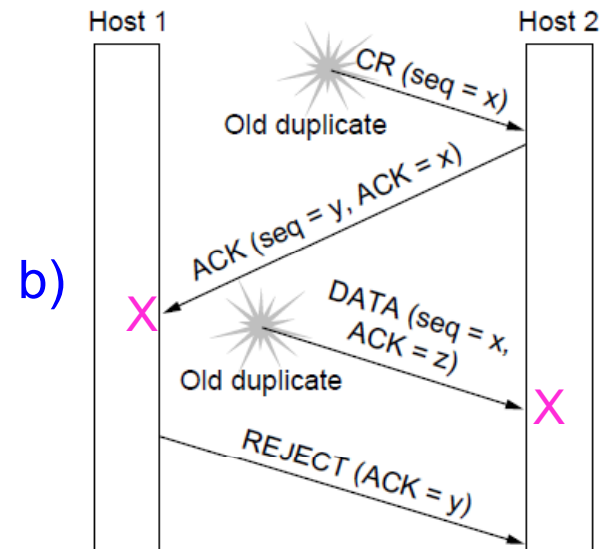 Host 1
Host 2
CR (seq = x)
Old duplicate
ACK (seq = y, ACK = x)
b)
X
DATA (seq = x,
ACK = z)
Old duplicate
X
REJECT (ACK = y)